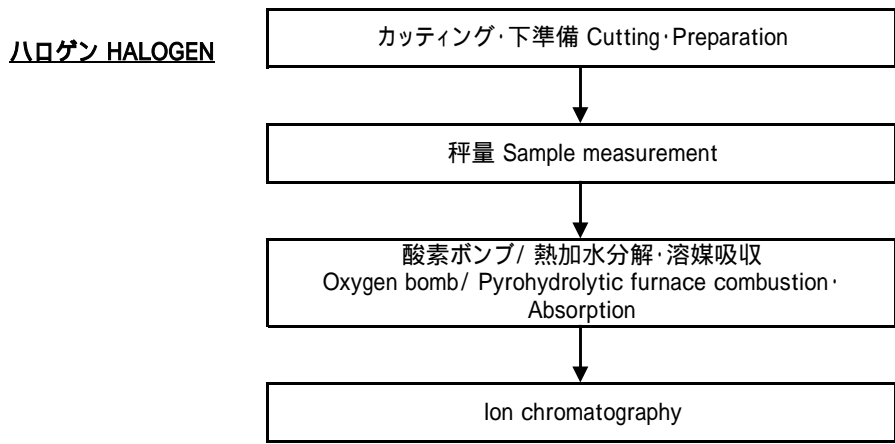 ハロゲン HALOGEN
カッティング・下準備 Cutting・Preparation
秤量 Sample measurement
酸素ボンブ/ 熱加水分解・溶媒吸収
Oxygen bomb/ Pyrohydrolytic furnace combustion・
Absorption
Ion chromatography